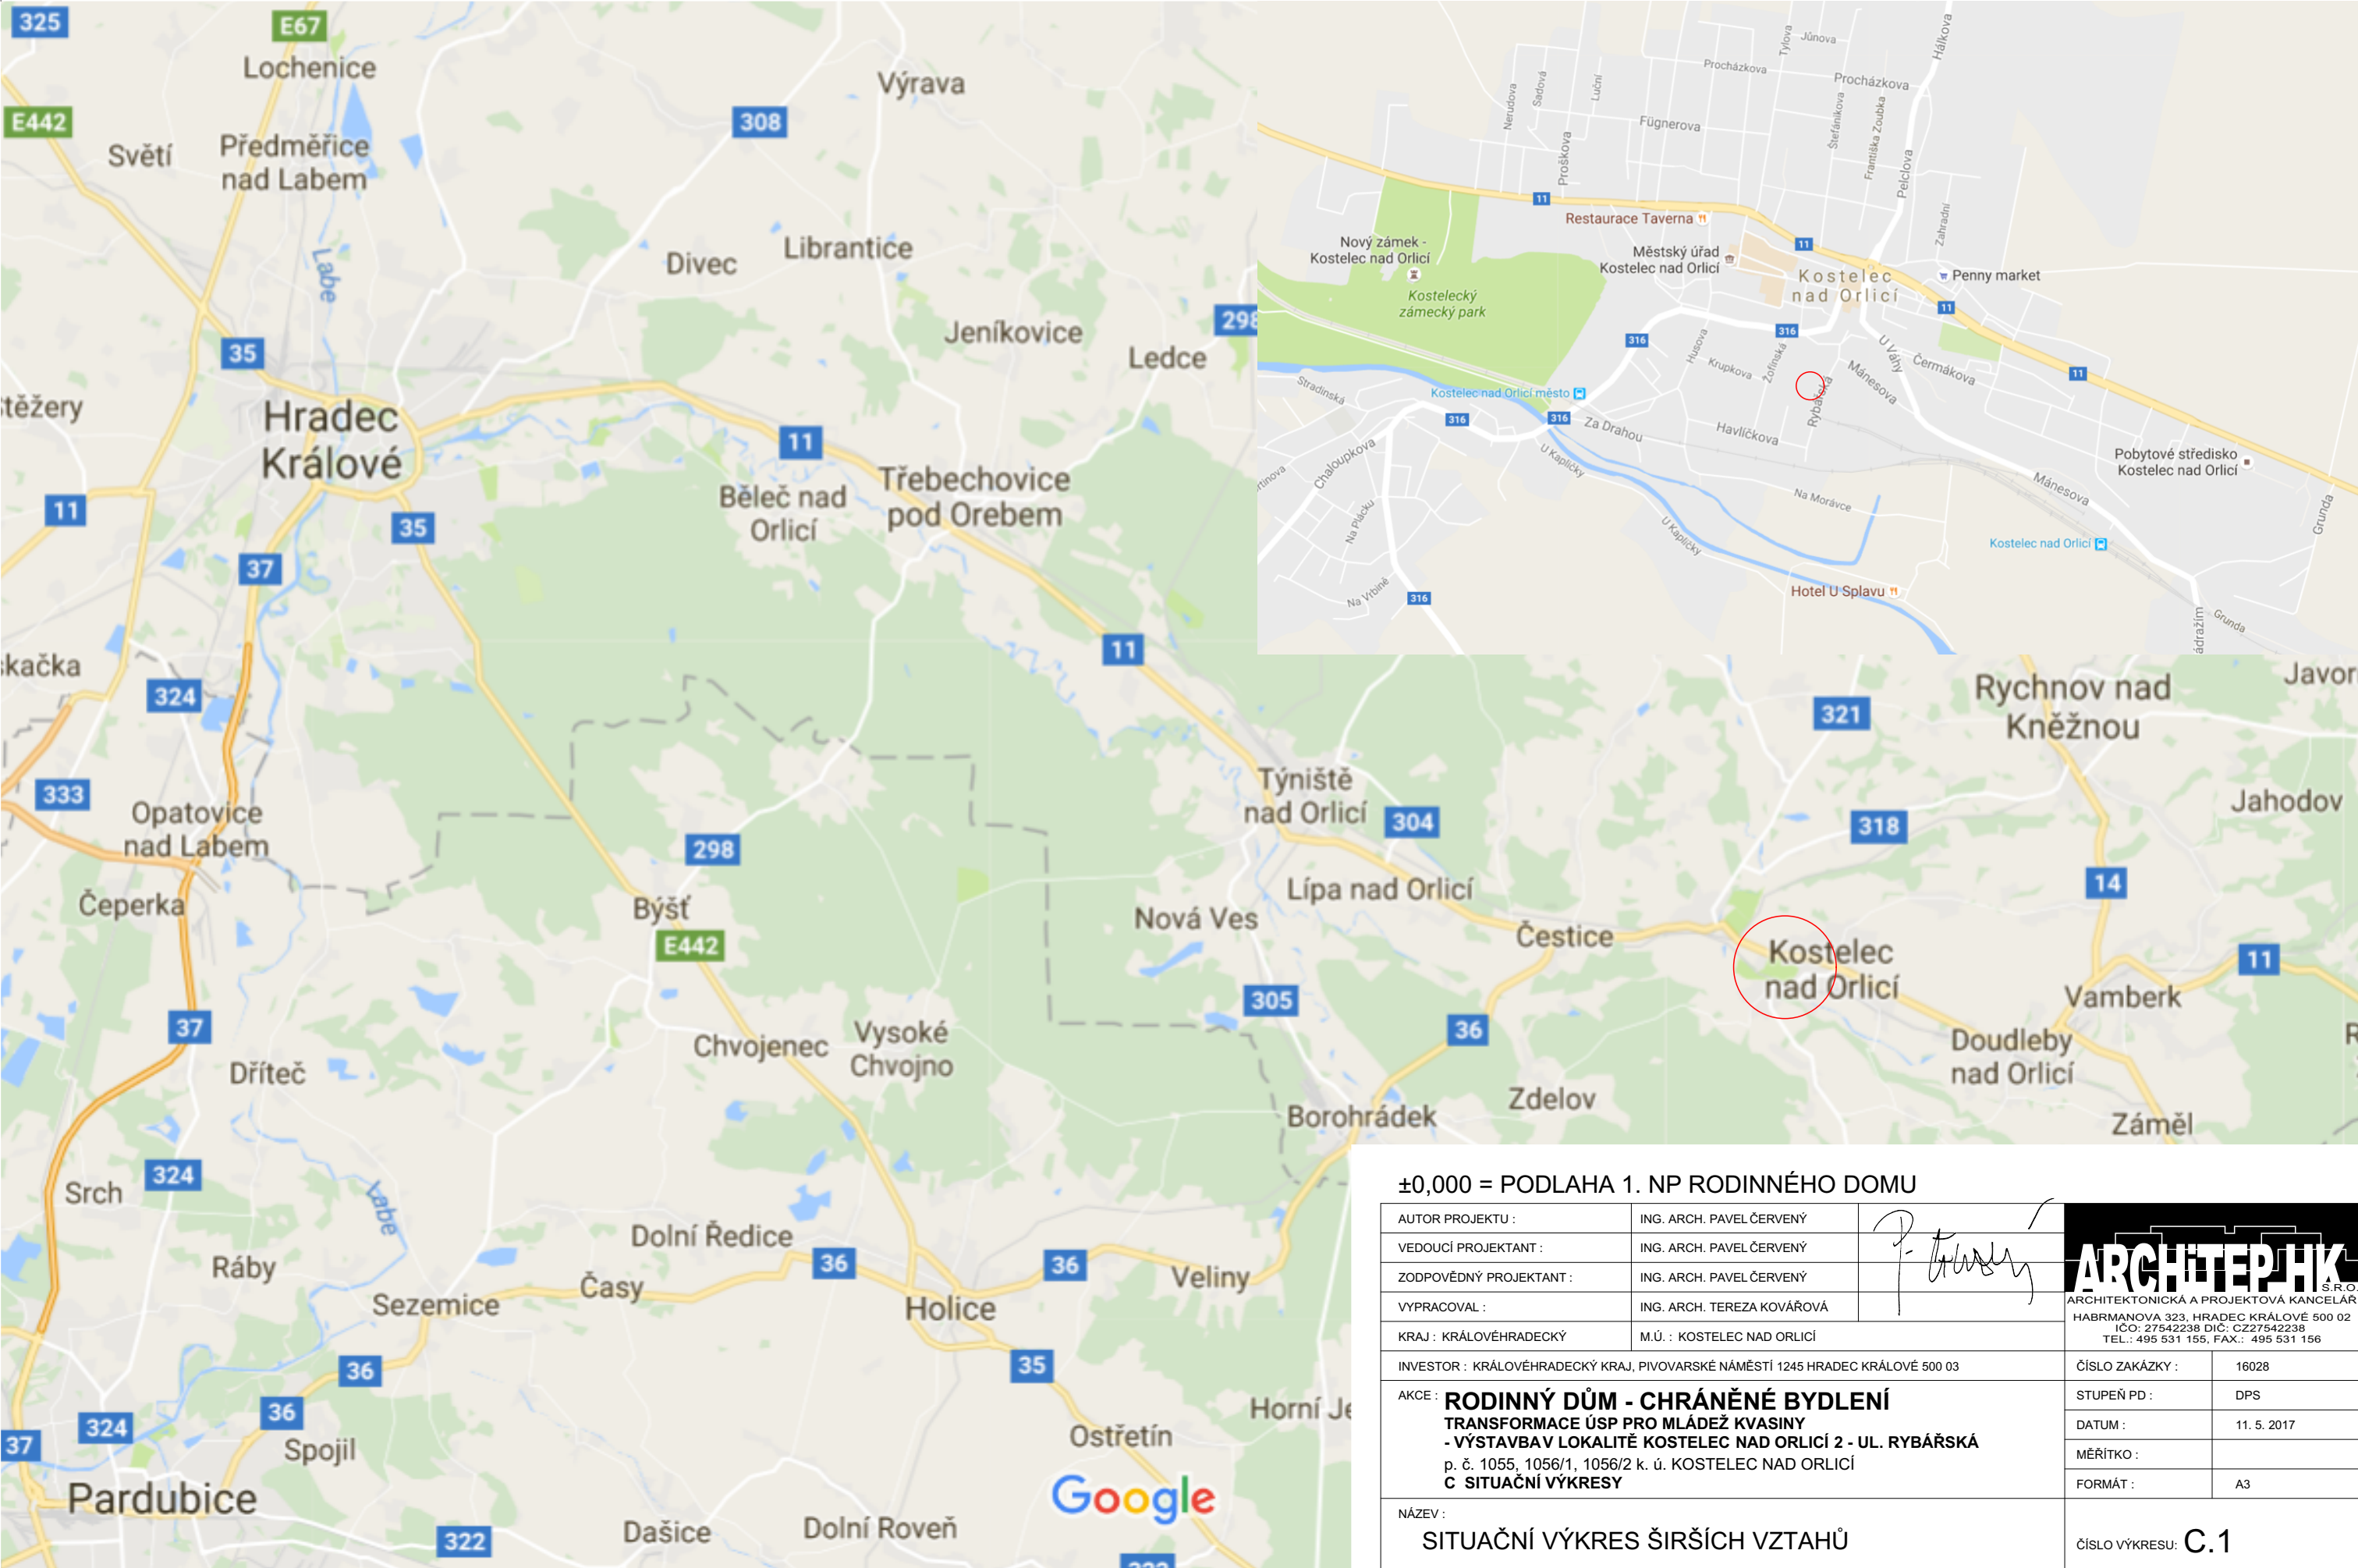 325
E67
Lochenice
Výrava
E442
308
Světí
Předměřice
nad Labem
Labe
Divec
Librantice
298
35
Jeníkovice
Ledce
těžery
Hradec
Králové
11
11
35
Běleč nad
Orlicí
Třebechovice
pod Orebem
37
11
skačka
324
Rychnov nad
Kněžnou
Javor
321
333
Opatovice
nad Labem
Týniště
nad Orlicí
304
318
Jahodov
298
Čeperka
Býšť
E442
Lípa nad Orlicí
Nová Ves
14
Čestice
Kostelec
nad Orlicí
11
305
Vamberk
37
36
Chvojenec
Vysoké
Chvojno
Doudleby
nad Orlicí
R
Dříteč
Zdelov
Borohrádek
Záměl
324
Srch
Labe
Dolní Ředice
36
36
Ráby
Časy
Veliny
Sezemice
Holice
36
35
36
324
Horní Je
37
Spojil
Ostřetín
Pardubice
Google
322
Dašice
Dolní Roveň
Jůnova
Tylova
Hálkova
Procházkova
Procházkova
Nerudova
Sadová
Luční
Fügnerova
Štefánikova
Františka Zoubka
Proškova
Pelclova
11
Restaurace Taverna
Zahradní
Nový zámek -
Kostelec nad Orlicí
Městský úřad
Kostelec nad Orlicí
11
Kostelec
nad Orlicí
Penny market
Kostelecký
zámecký park
11
316
316
Husova
Krupkova
Žofinská
U Váhy
Čermákova
Mánesova
11
Stradinská
Kostelec nad Orlicí město
Rybářská
316
316
Za Drahou
Havlíčkova
Chaloupkova
U Kapličky
Pobytové středisko
Kostelec nad Orlicí
rtinova
Na Plácku
Na Morávce
Mánesova
Grunda
U Kapličky
Kostelec nad Orlicí
Na Vrbině
316
Hotel U Splavu
ádražím
Grunda
±0,000 = PODLAHA 1. NP RODINNÉHO DOMU
AUTOR PROJEKTU : ING. ARCH. PAVEL ČERVENÝ
VEDOUCÍ PROJEKTANT : ING. ARCH. PAVEL ČERVENÝ
ZODPOVĚDNÝ PROJEKTANT : ING. ARCH. PAVEL ČERVENÝ
VYPRACOVAL : ING. ARCH. TEREZA KOVÁŘOVÁ
KRAJ : KRÁLOVÉHRADECKÝ M.Ú. : KOSTELEC NAD ORLICÍ
ARCHiTEP HK
S.R.O.
ARCHITEKTONICKÁ A PROJEKTOVÁ KANCELÁŘ
HABRMANOVA 323, HRADEC KRÁLOVÉ 500 02
IČO: 27542238 DIČ: CZ27542238
TEL.: 495 531 155, FAX.: 495 531 156
INVESTOR : KRÁLOVÉHRADECKÝ KRAJ, PIVOVARSKÉ NÁMĚSTÍ 1245 HRADEC KRÁLOVÉ 500 03
ČÍSLO ZAKÁZKY : 16028
AKCE : RODINNÝ DŮM - CHRÁNĚNÉ BYDLENÍ
TRANSFORMACE ÚSP PRO MLÁDEŽ KVASINY
- VÝSTAVBA V LOKALITĚ KOSTELEC NAD ORLICÍ 2 - UL. RYBÁŘSKÁ
p. č. 1055, 1056/1, 1056/2 k. ú. KOSTELEC NAD ORLICÍ
C SITUAČNÍ VÝKRESY
STUPEŇ PD : DPS
DATUM : 11. 5. 2017
MĚŘÍTKO :
FORMÁT : A3
NÁZEV :
SITUAČNÍ VÝKRES ŠIRŠÍCH VZTAHŮ
ČÍSLO VÝKRESU: C.1